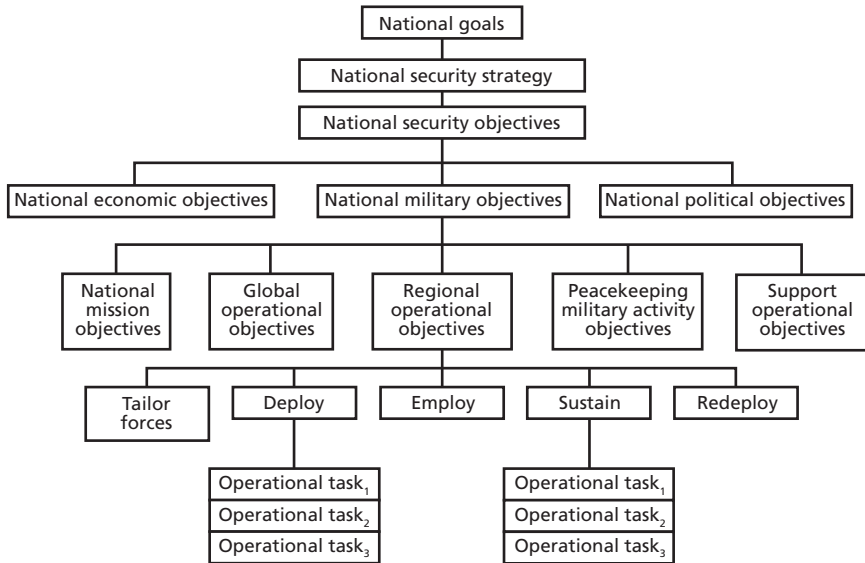 National goals
National security strategy
National security objectives
National economic objectives
National military objectives
National political objectives
National
mission
objectives
Global
operational
objectives
Regional
operational
objectives
Peacekeeping
military activity
objectives
Support
operational
objectives
Tailor
forces
Deploy
Employ
Sustain
Redeploy
Operational task₁
Operational task₂
Operational task₃
Operational task₁
Operational task₂
Operational task₃